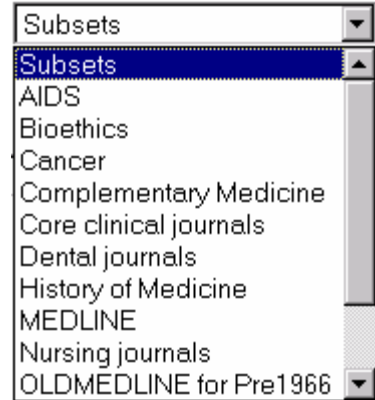 Subsets
Subsets
AIDS
Bioethics
Cancer
Complementary Medicine
Core clinical journals
Dental journals
History of Medicine
MEDLINE
Nursing journals
OLDMEDLINE for Pre1966